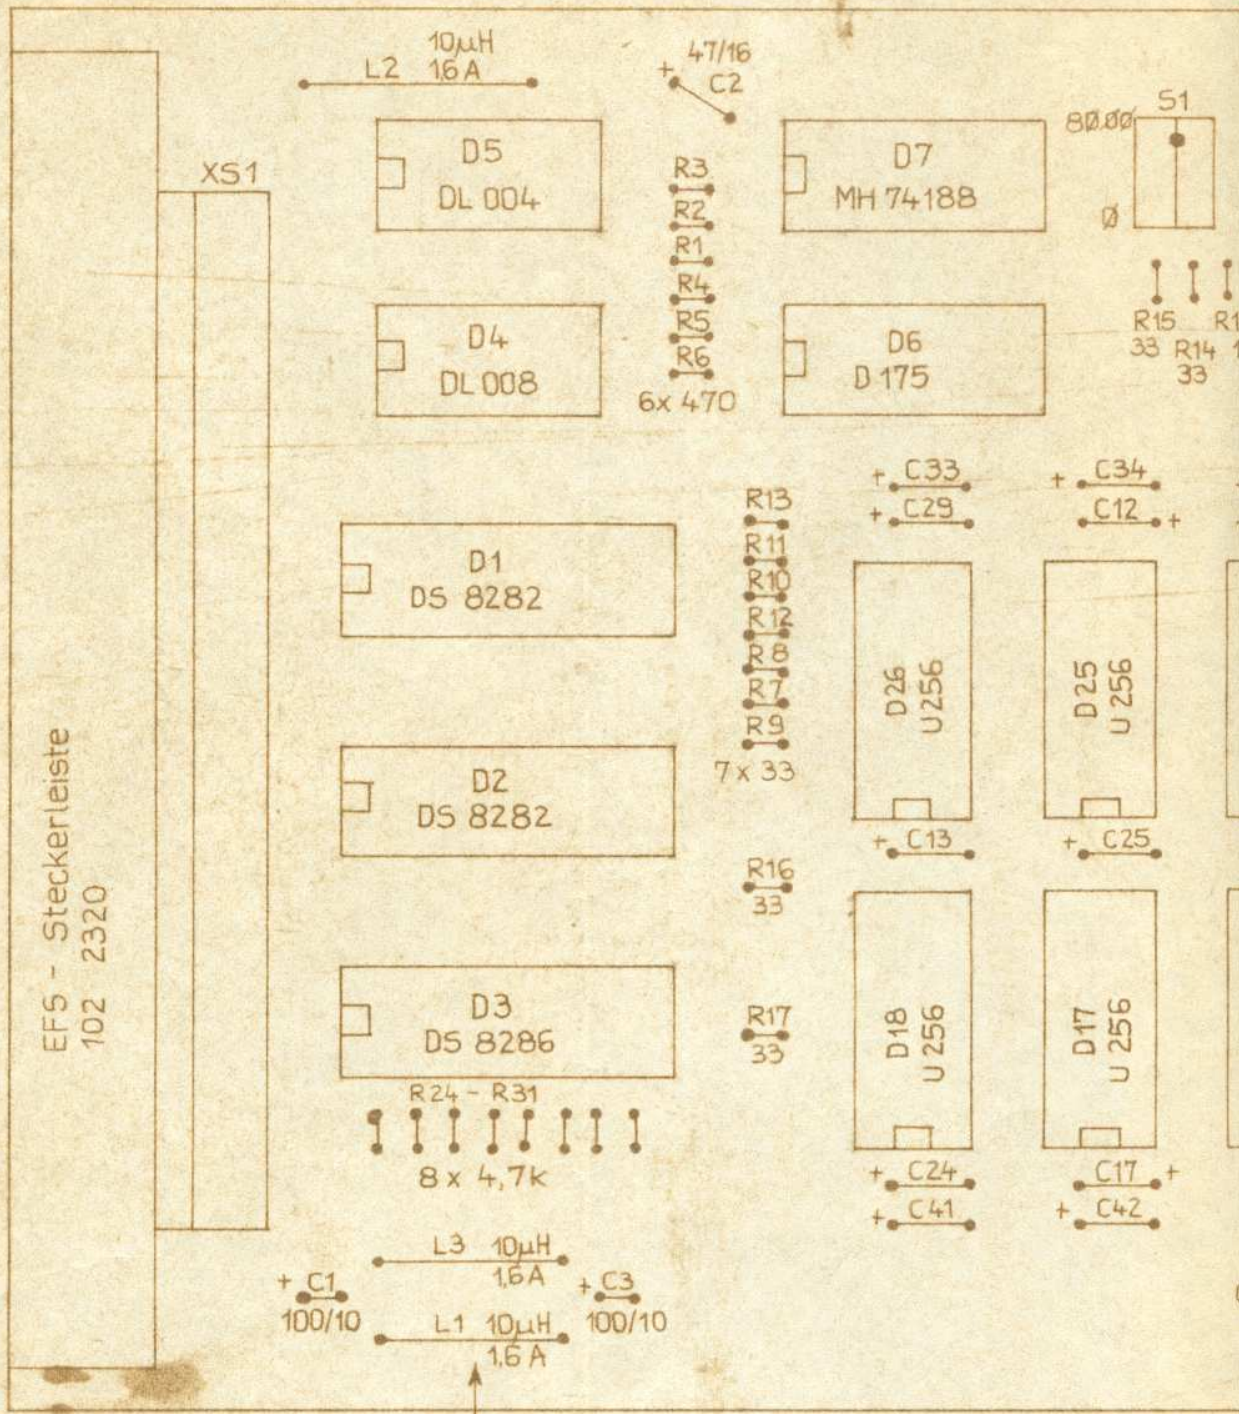 10µH
L2 16A
47/16
C2
+
S1
80.00
0
D5
DL 004
XS1
R3
R2
R1
R4
R5
R6
6x 470
D7
MH 74188
R15
33
R14
33
D4
DL 008
D6
D 175
+ C33
+ C29
+ C34
C12 +
R13
R11
R10
R12
R8
R7
R9
7 x 33
D1
DS 8282
D26
U 256
D25
U 256
D2
DS 8282
+ C13
+ C25
R16
33
EFS - Steckerleiste
102 2320
D3
DS 8286
R17
33
D18
U 256
D17
U 256
R24 - R31
8 x 4,7k
+ C24
C17 +
+ C41
+ C42
L3 10µH
1,6A
+ C1
100/10
+ C3
100/10
L1 10µH
1,6A